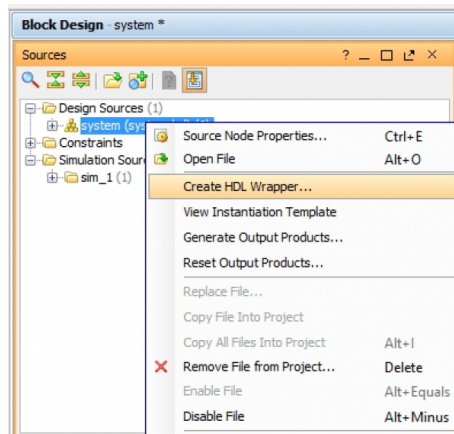 Block Design - system *
Sources
Design Sources (1)
system
Constraints
Simulation
sim_1 (1)
Source Node Properties... Ctrl+E
Open File Alt+O
Create HDL Wrapper...
View Instantiation Template
Generate Output Products...
Reset Output Products...
Replace File...
Copy File Into Project
Copy All Files Into Project Alt+I
Remove File from Project... Delete
Enable File Alt+Equals
Disable File Alt+Minus